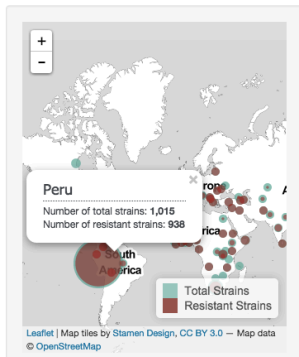 +
−
Peru
×
Number of total strains: 1,015
Number of resistant strains: 938
South
America
Total Strains
Resistant Strains
Leaflet | Map tiles by Stamen Design, CC BY 3.0 — Map data
© OpenStreetMap